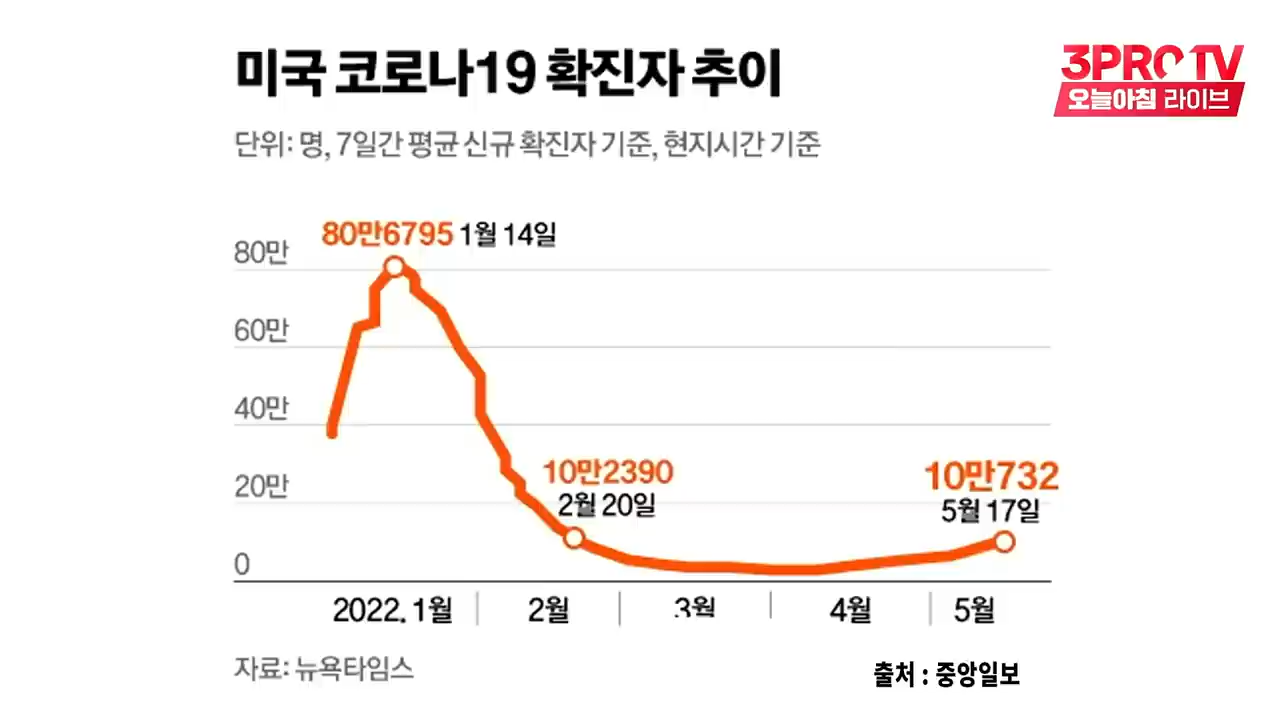 미국 코로나19 확진자 추이
3PRO TV
오늘아침 라이브
단위: 명, 7일간 평균 신규 확진자 기준, 현지시간 기준
80만6795 1월 14일
80만
60만
40만
20만
0
10만2390
2월 20일
10만732
5월 17일
2022. 1월
2월
3월
4월
5월
자료: 뉴욕타임스
출처 : 중앙일보